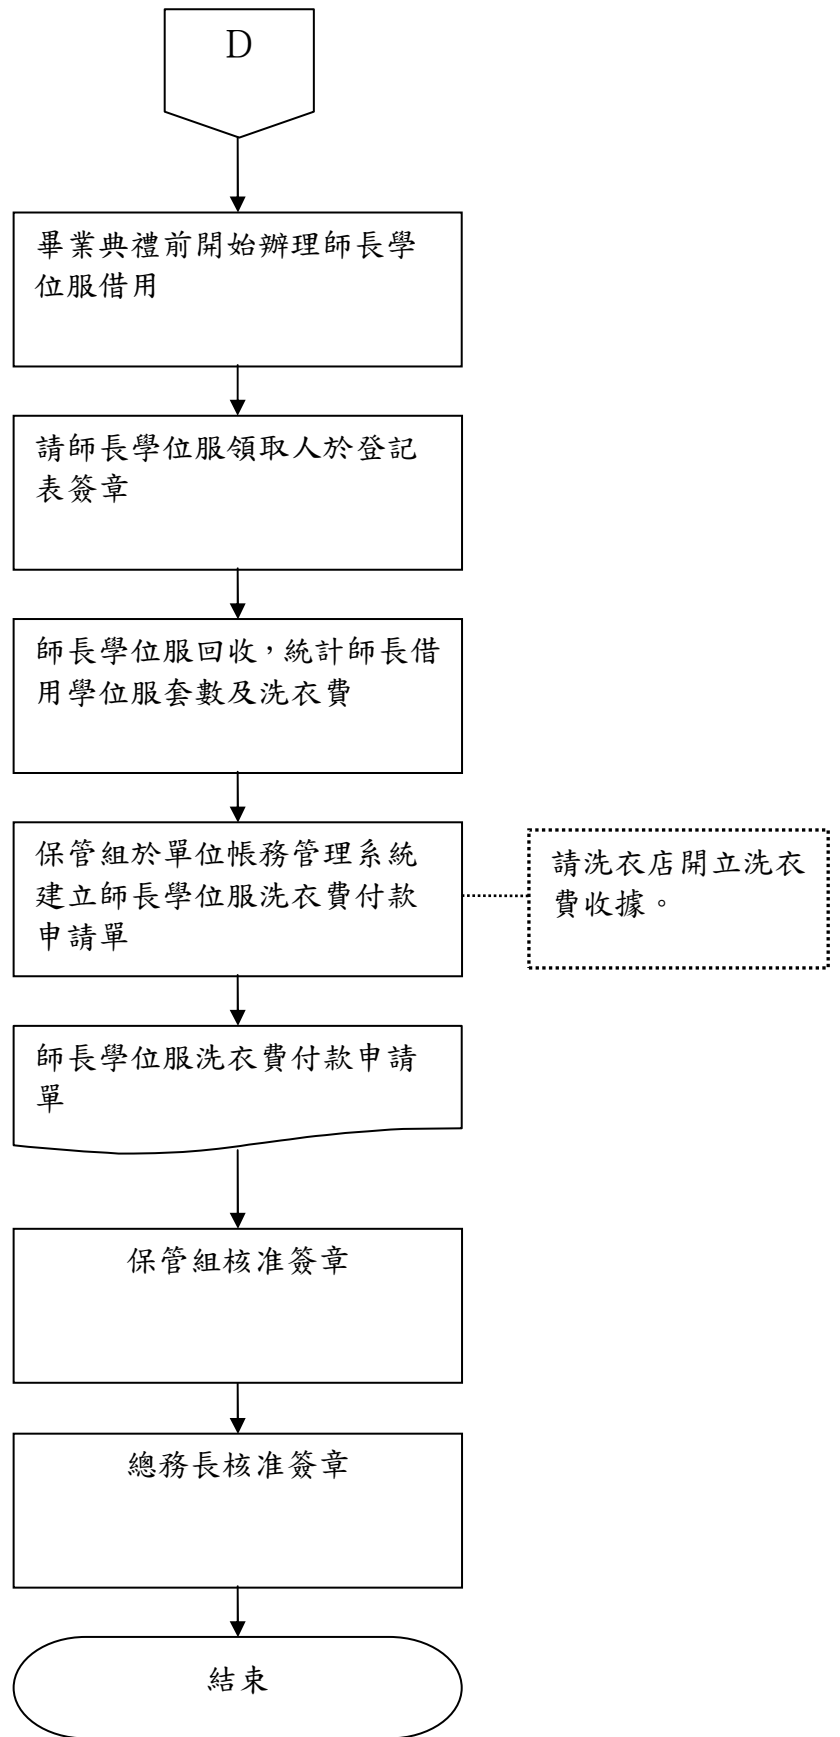 D
畢業典禮前開始辦理師長學
位服借用
請師長學位服領取人於登記
表簽章
師長學位服回收，統計師長借
用學位服套數及洗衣費
保管組於單位帳務管理系統
建立師長學位服洗衣費付款
申請單
請洗衣店開立洗衣
費收據。
師長學位服洗衣費付款申請
單
保管組核准簽章
總務長核准簽章
結束